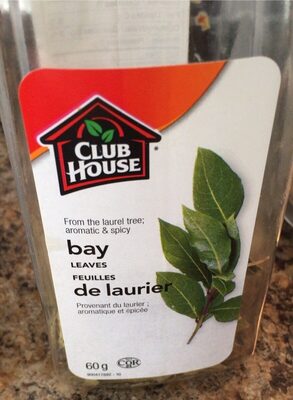 CLUB
HOUSE
From the laurel tree;
aromatic & spicy
bay
LEAVES
FEUILLES
de laurier
Provenant du laurier ;
aromatique et épicée
60 g
COR